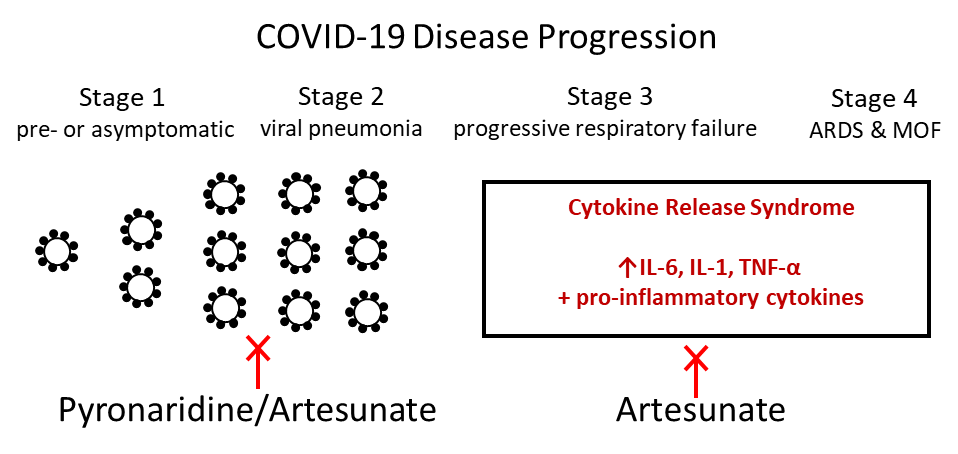 COVID-19 Disease Progression
Stage 1
pre- or asymptomatic
Stage 2
viral pneumonia
Stage 3
progressive respiratory failure
Stage 4
ARDS & MOF
Cytokine Release Syndrome
↑IL-6, IL-1, TNF-α
+ pro-inflammatory cytokines
Pyronaridine/Artesunate
Artesunate